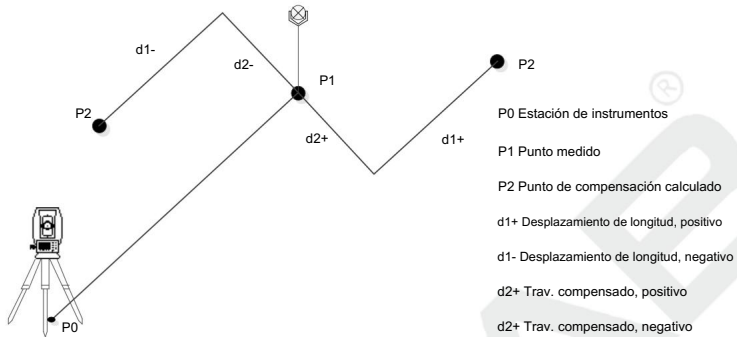 d1-
d2-
P1
P2
P2
d2+
d1+
P0
P0 Estación de instrumentos
P1 Punto medido
P2 Punto de compensación calculado
d1+ Desplazamiento de longitud, positivo
d1- Desplazamiento de longitud, negativo
d2+ Trav. compensado, positivo
d2+ Trav. compensado, negativo
®